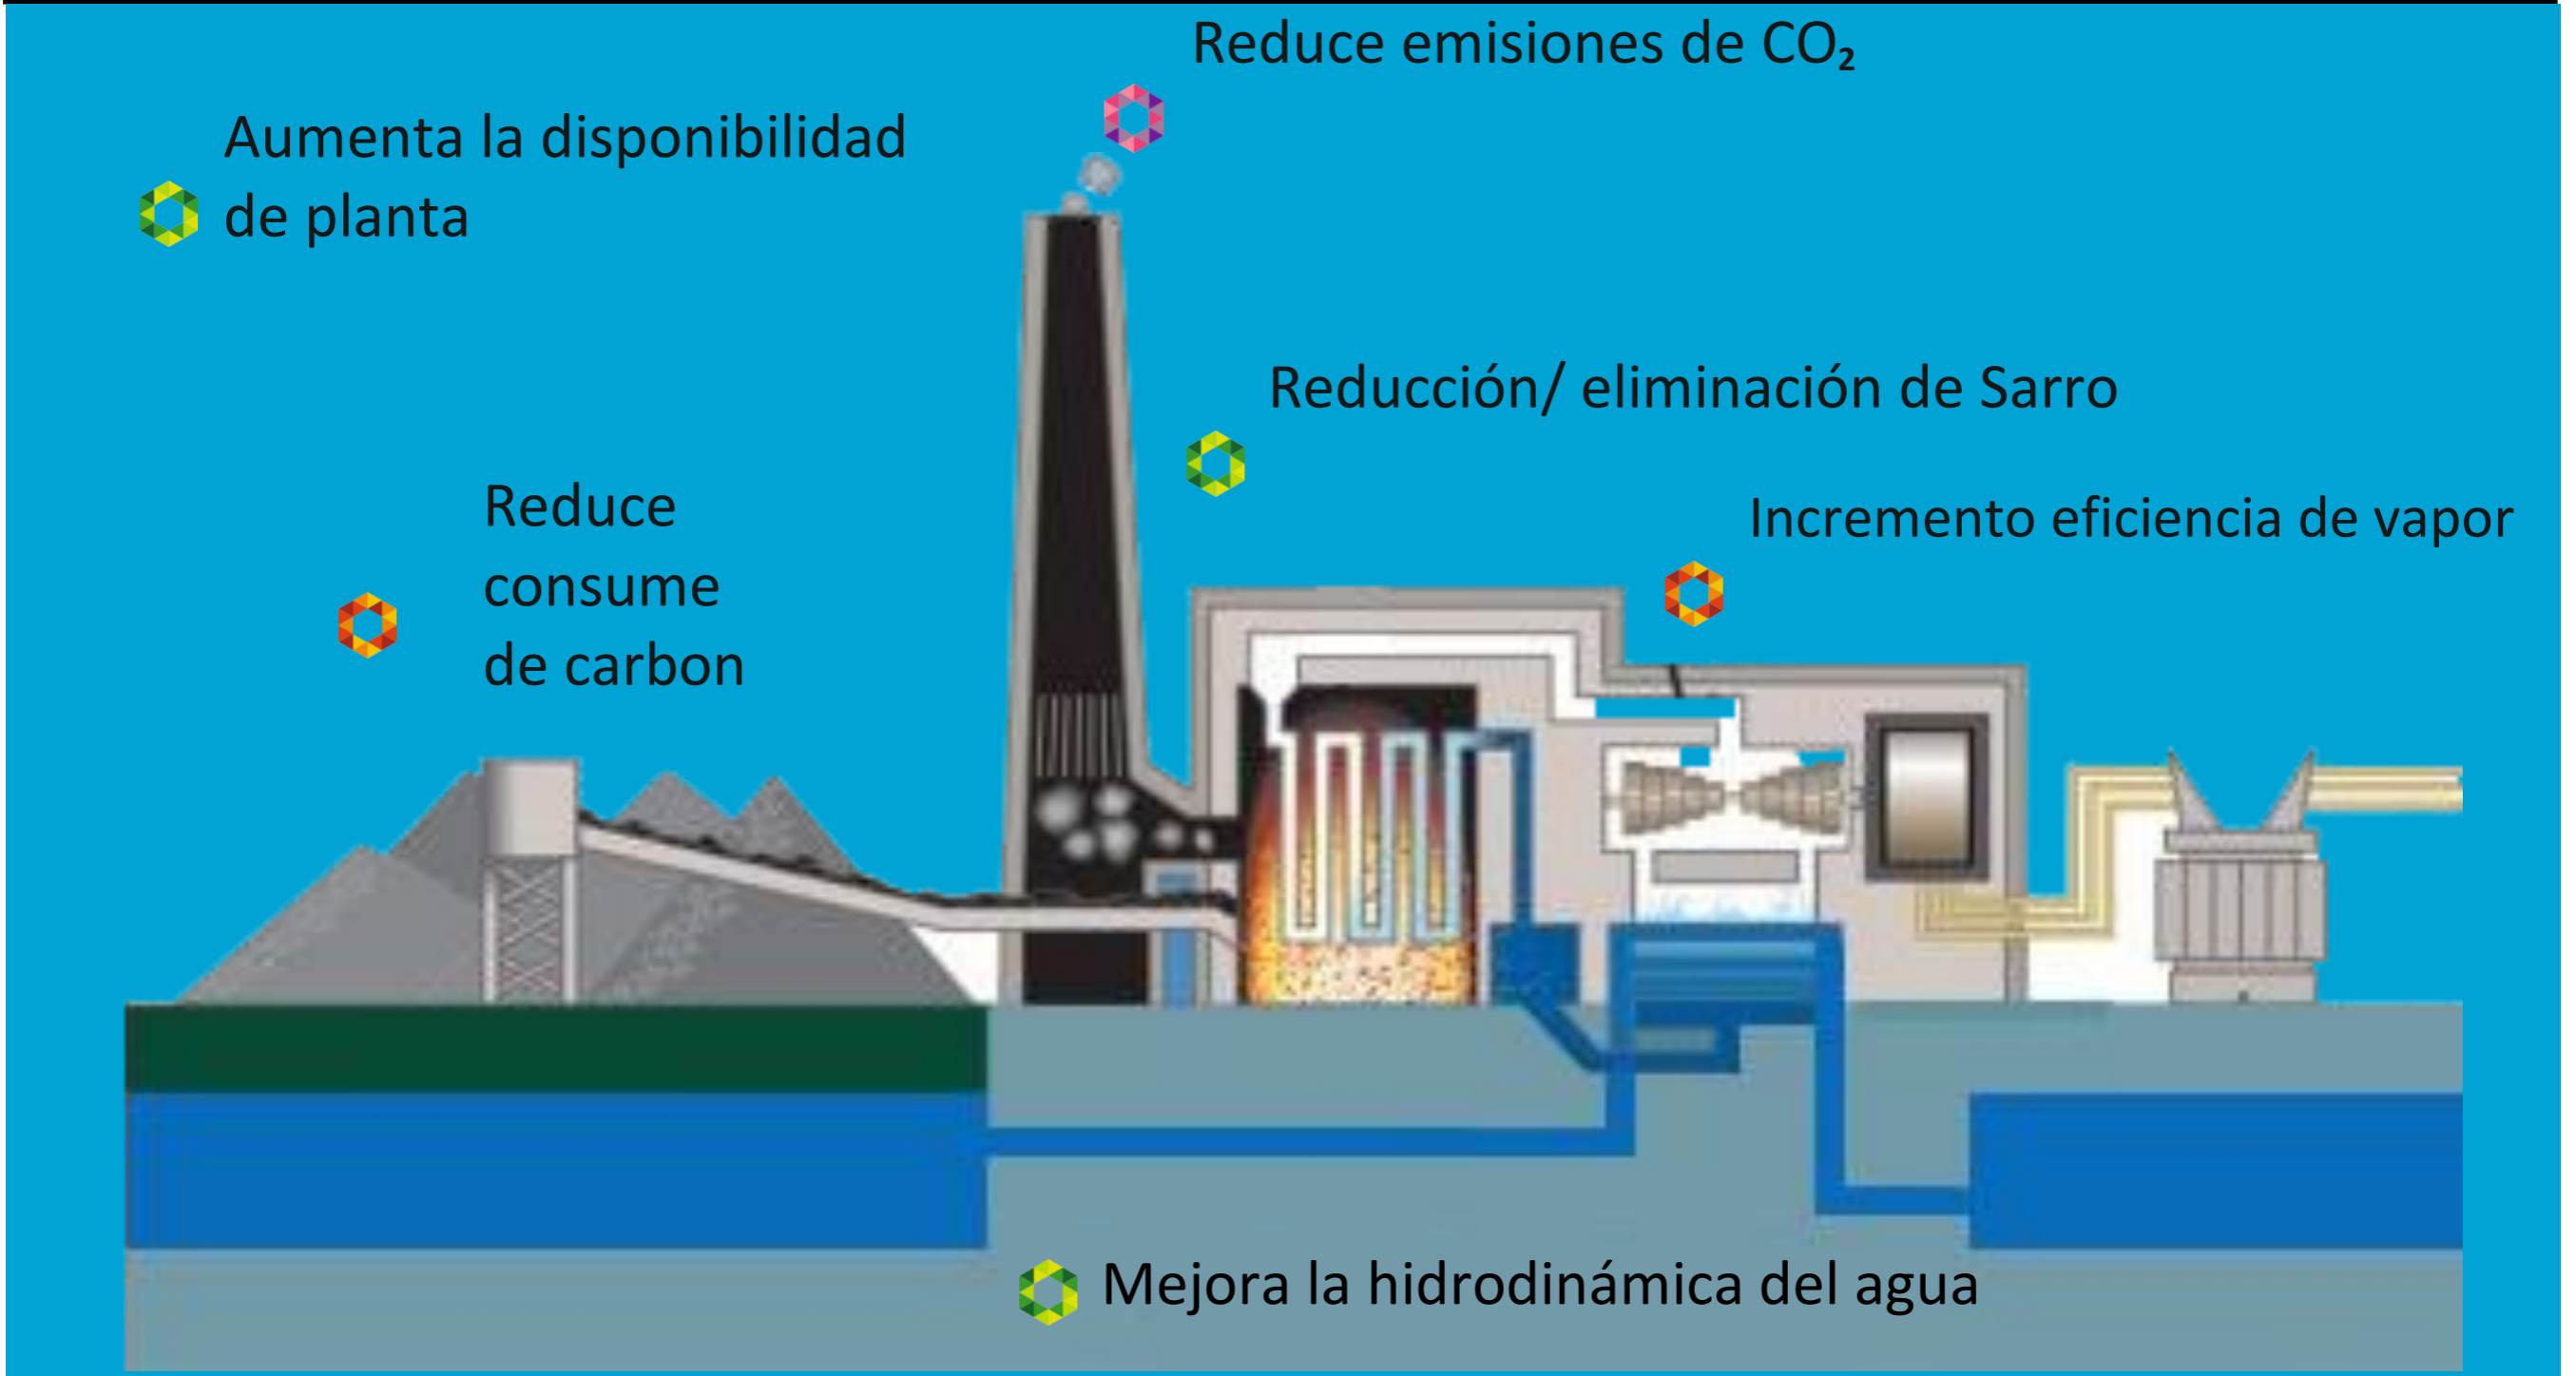 Reduce emisiones de CO₂
Aumenta la disponibilidad
de planta
Reducción/ eliminación de Sarro
Reduce
consume
de carbon
Incremento eficiencia de vapor
Mejora la hidrodinámica del agua